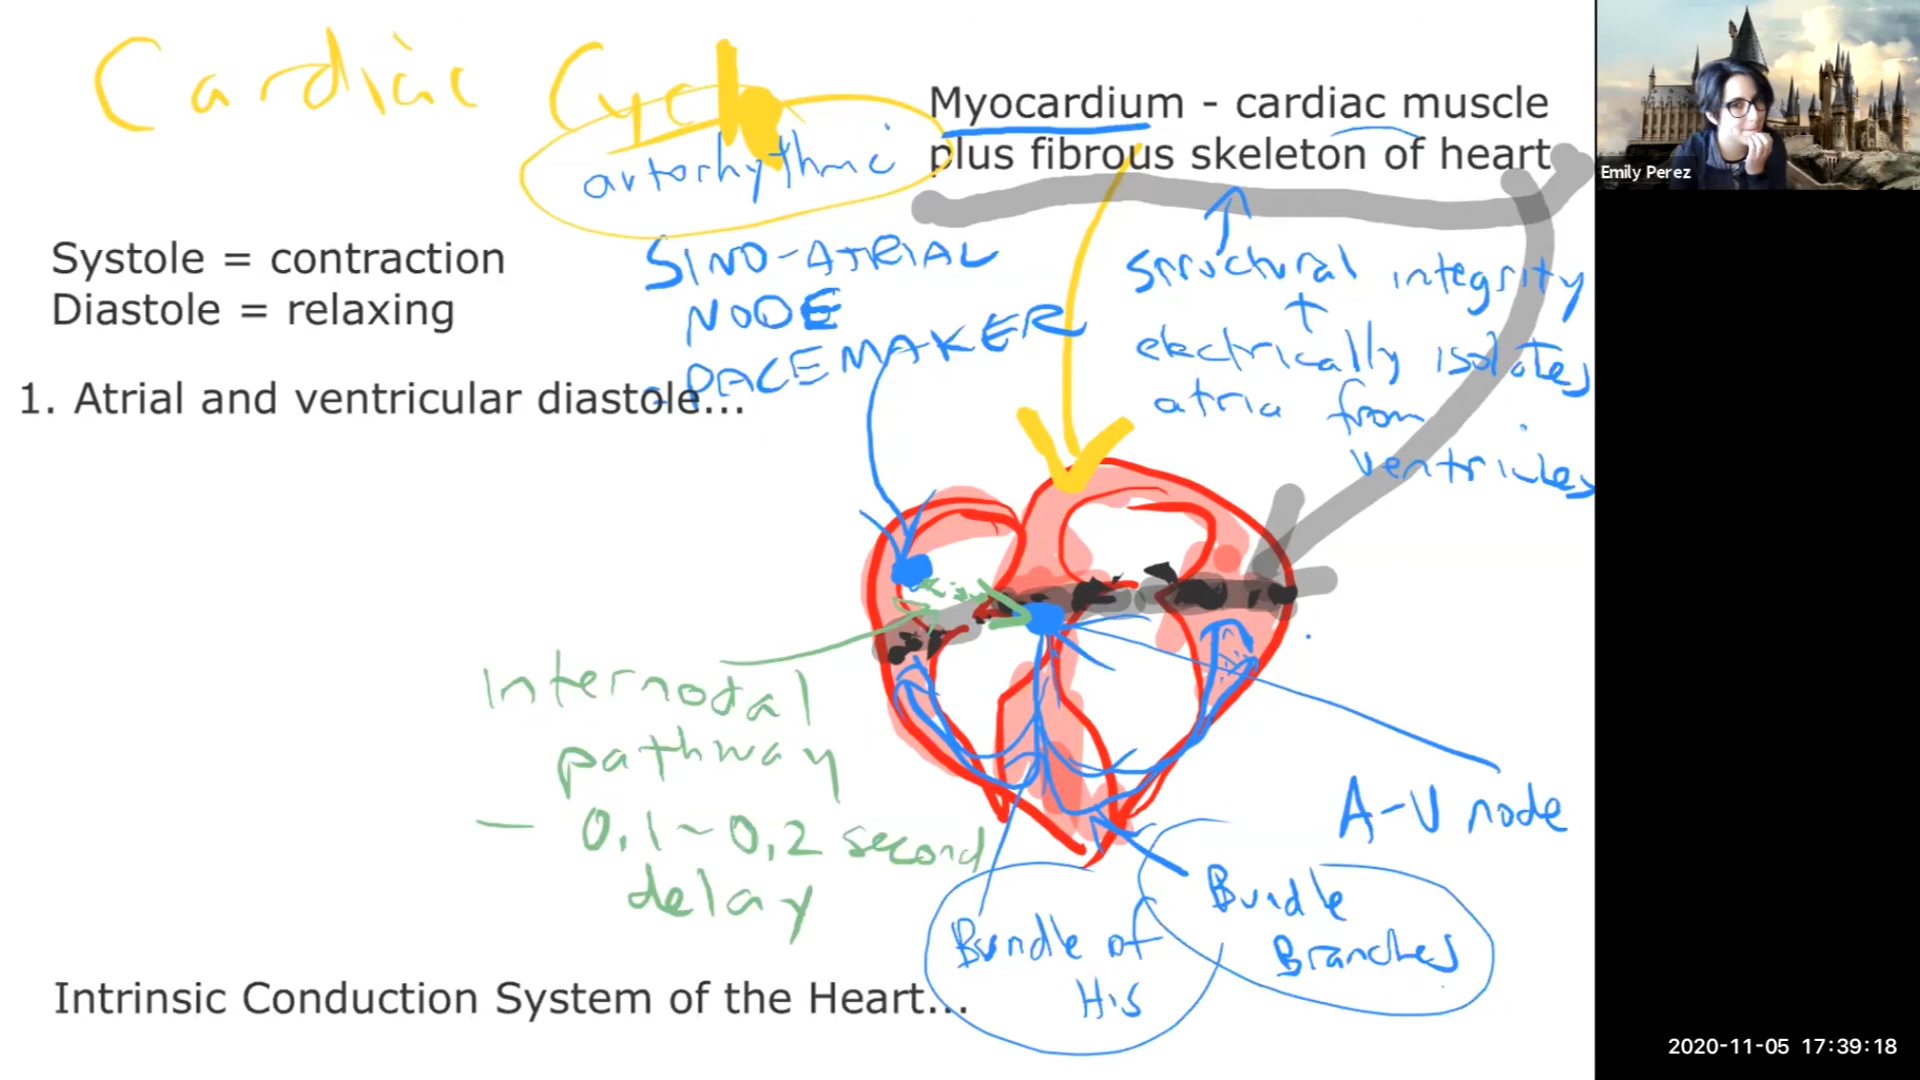 Cardiac Cycle
autorhythmic
Myocardium - cardiac muscle
plus fibrous skeleton of heart
Emily Perez
Systole = contraction
Diastole = relaxing
SINO-ATRIAL
NODE
- PACEMAKER
Structural integrity
+
electrically isolates
atria from
ventricles
1. Atrial and ventricular diastole...
Internodal
pathway
- 0.1-0.2 second
delay
A-V node
Bundle
Branches
Bundle of
His
Intrinsic Conduction System of the Heart...
2020-11-05 17:39:18